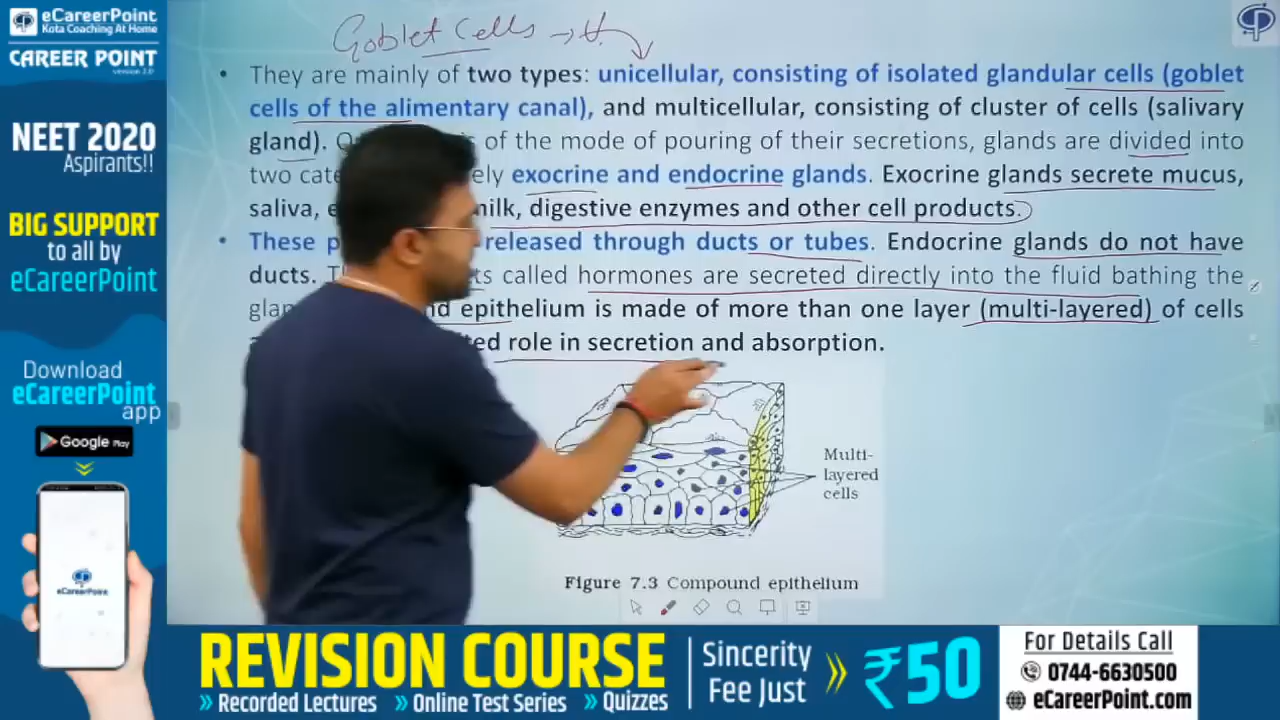 eCareerPoint
Kota Coaching At Home
CAREER POINT
version 2.0
NEET 2020
Aspirants!!
BIG SUPPORT
to all by
eCareerPoint
Download
eCareerPoint
app
Google Play
eCareerPoint
Goblet Cells →
• They are mainly of two types: unicellular, consisting of isolated glandular cells (goblet
cells of the alimentary canal), and multicellular, consisting of cluster of cells (salivary
gland). of the mode of pouring of their secretions, glands are divided into
two exocrine and endocrine glands. Exocrine glands secrete mucus,
saliva, milk, digestive enzymes and other cell products.
• These released through ducts or tubes. Endocrine glands do not have
ducts. called hormones are secreted directly into the fluid bathing the
epithelium is made of more than one layer (multi-layered) of cells
role in secretion and absorption.
Multi-
layered
cells
Figure 7.3 Compound epithelium
REVISION COURSE
» Recorded Lectures » Online Test Series » Quizzes
Sincerity
Fee Just
» ₹50
For Details Call
0744-6630500
eCareerPoint.com